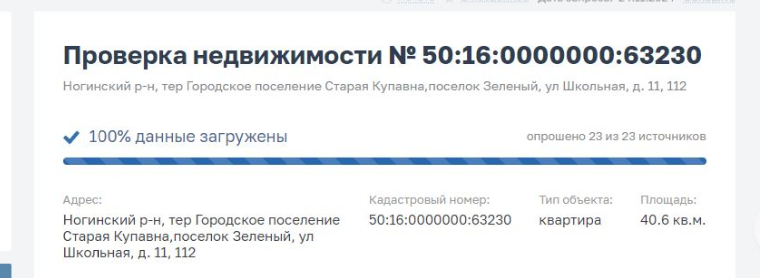 Проверка недвижимости № 50:16:0000000:63230
Ногинский р-н, тер Городское поселение Старая Купавна,поселок Зеленый, ул Школьная, д. 11, 112
100% данные загружены
опрошено 23 из 23 источников
Адрес:
Ногинский р-н, тер Городское поселение
Старая Купавна,поселок Зеленый, ул
Школьная, д. 11, 112
Кадастровый номер:
50:16:0000000:63230
Тип объекта:
квартира
Площадь:
40.6 кв.м.